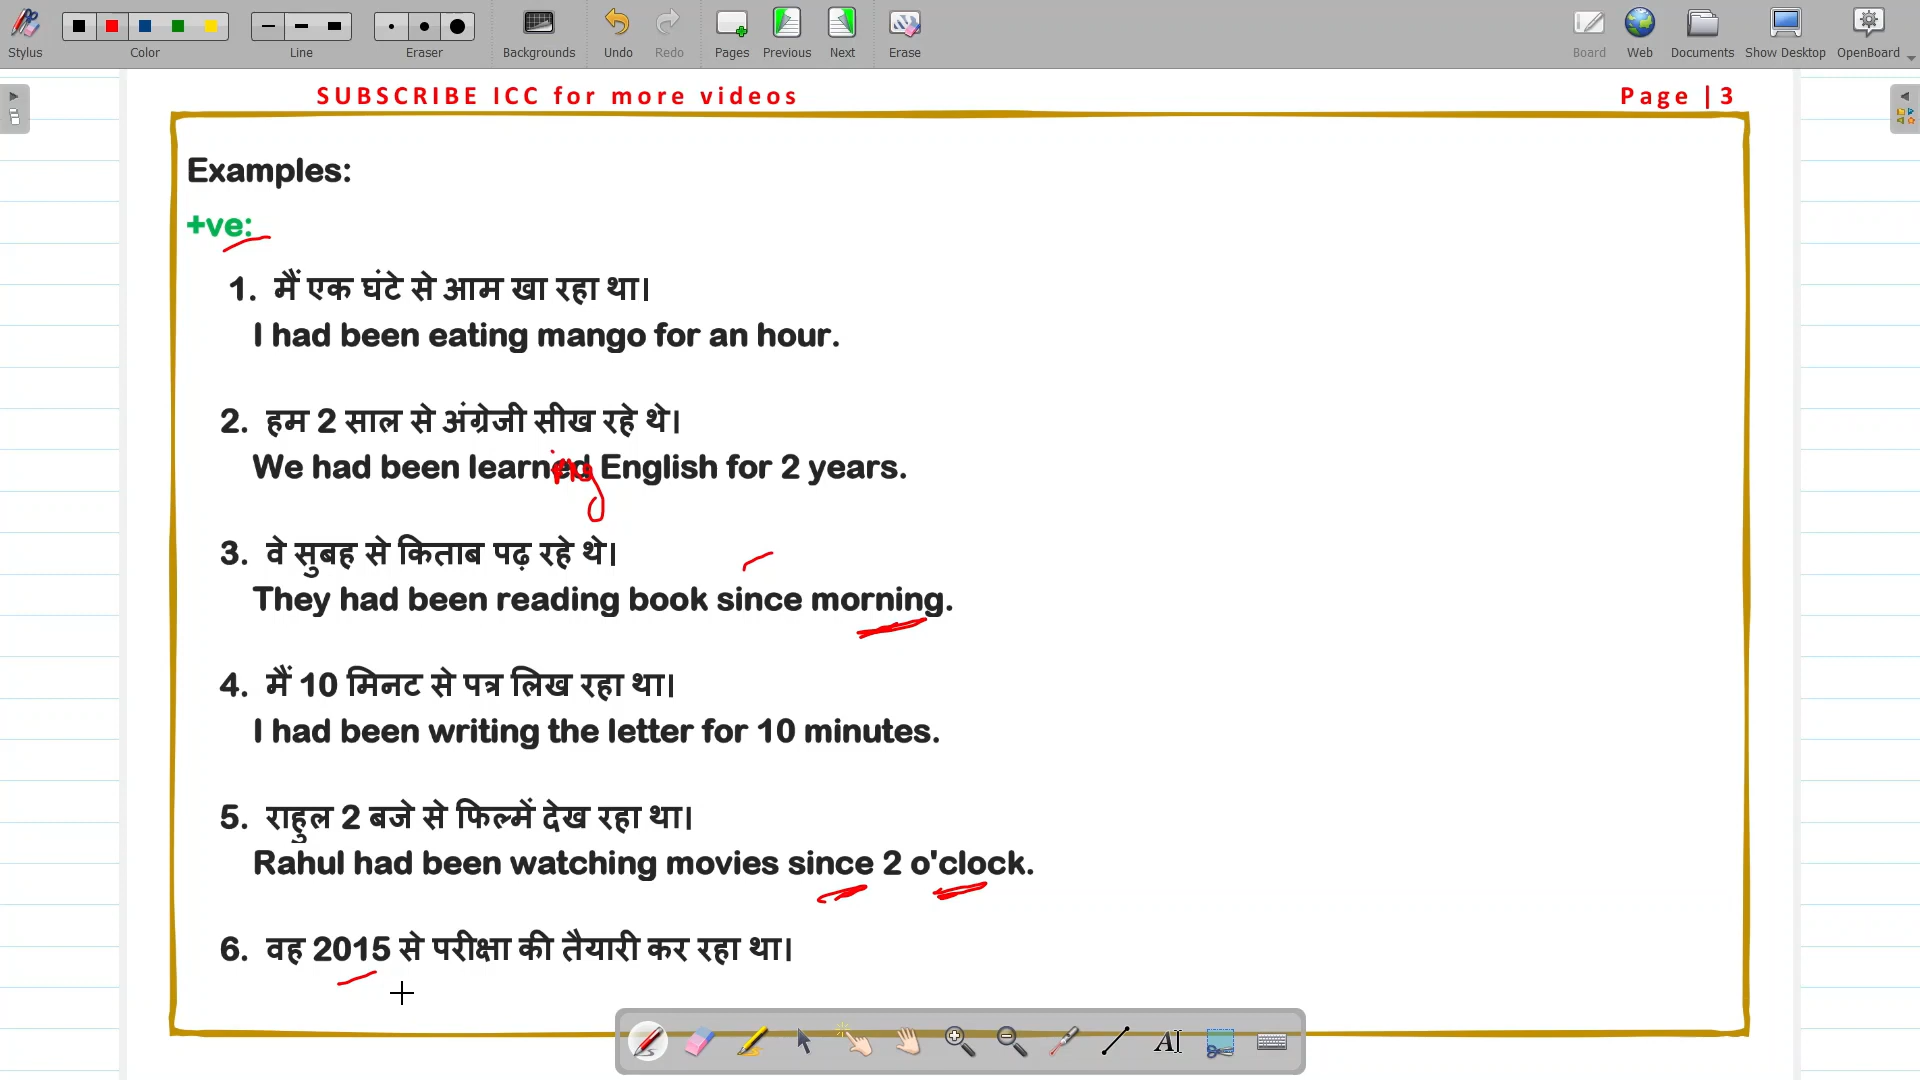 Stylus Color Line Eraser Backgrounds Undo Redo Pages Previous Next Erase Board Web Documents Show Desktop OpenBoard
SUBSCRIBE ICC for more videos Page | 3
Examples:
+ve:
1. मैं एक घंटे से आम खा रहा था।
I had been eating mango for an hour.
2. हम 2 साल से अंग्रेजी सीख रहे थे।
We had been learned English for 2 years.
ing
3. वे सुबह से किताब पढ़ रहे थे।
They had been reading book since morning.
4. मैं 10 मिनट से पत्र लिख रहा था।
I had been writing the letter for 10 minutes.
5. राहुल 2 बजे से फिल्में देख रहा था।
Rahul had been watching movies since 2 o'clock.
6. वह 2015 से परीक्षा की तैयारी कर रहा था।